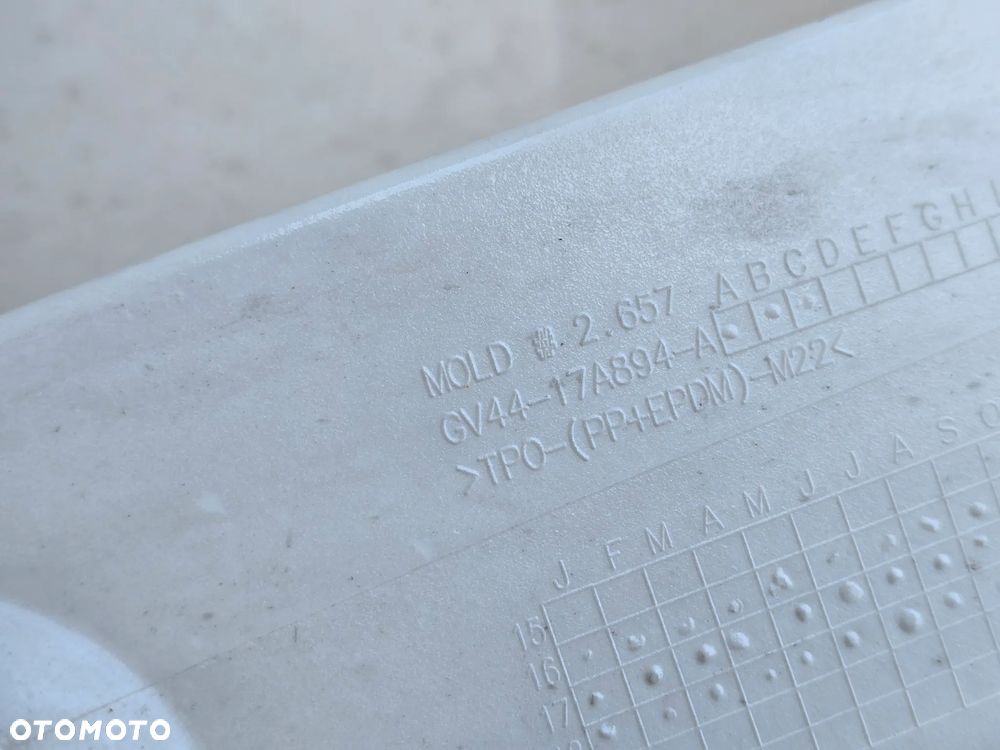 A B C D E F G H
MOLD #. 2.657
GV44-17A894-A
>TPO-(PP+EPDM)-M22<
J F M A M J J A S O
15
16
17
OTOMOTO